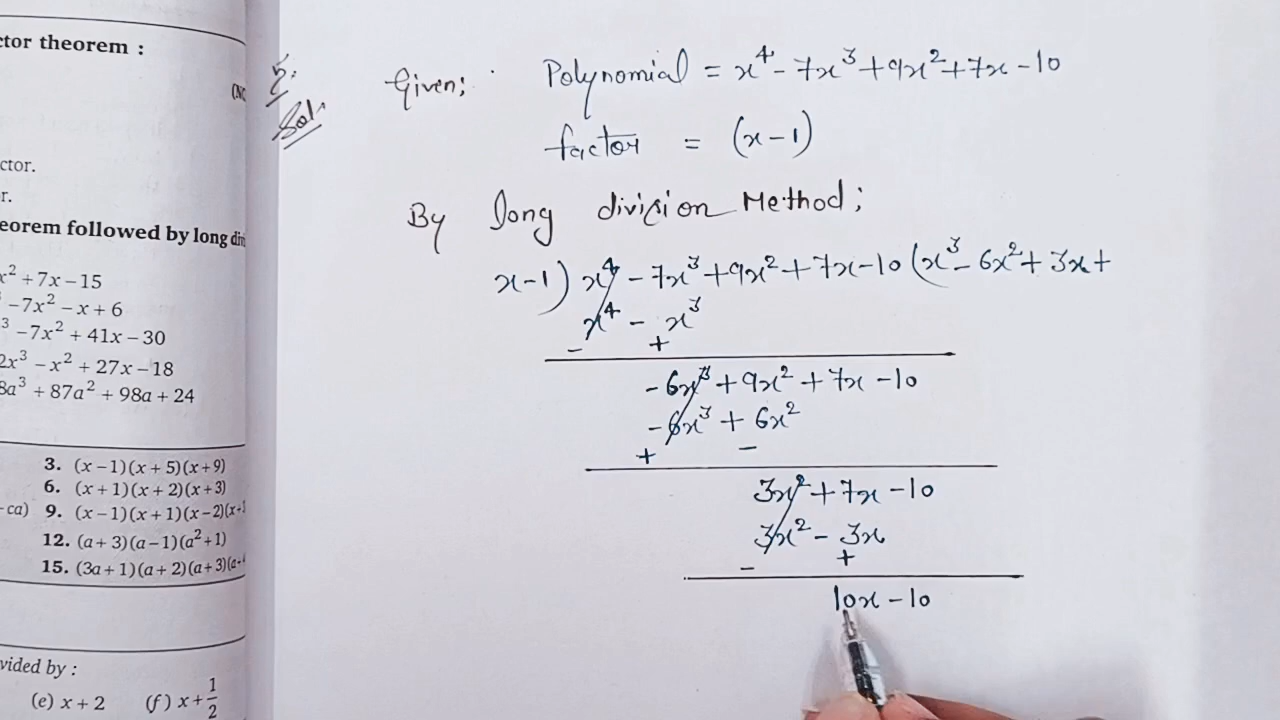 ctor theorem :
ctor.
r.
eorem followed by long
x² + 7x – 15
– 7x² – x + 6
3 – 7x² + 41x – 30
2x³ – x² + 27x – 18
8a³ + 87a² + 98a + 24
3. (x – 1)(x + 5)(x + 9)
6. (x + 1)(x + 2)(x + 3)
– ca) 9. (x – 1)(x + 1)(x – 2)(x +
12. (a + 3)(a – 1)(a² + 1)
15. (3a + 1)(a + 2)(a + 3)(a
vided by :
(e) x + 2 (f) x + 1/2
5.
Sol.
Given; Polynomial = x⁴ - 7x³ + 9x² + 7x - 10
factor = (x - 1)
By long division Method;
x - 1) x⁴ - 7x³ + 9x² + 7x - 10 (x³ - 6x² + 3x +
x⁴ - x³
- +
- 6x³ + 9x² + 7x - 10
- 6x³ + 6x²
+ -
3x² + 7x - 10
3x² - 3x
- +
10x - 10